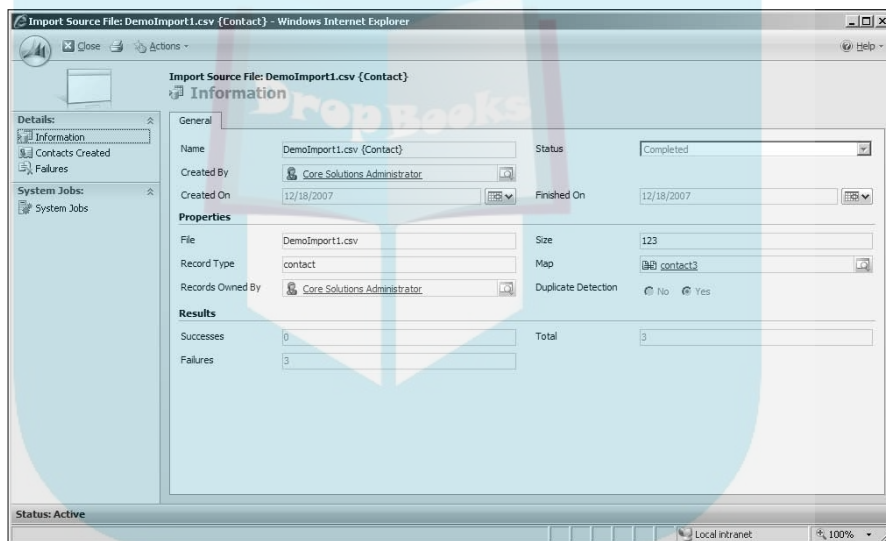 Import Source File: DemoImport1.csv {Contact} - Windows Internet Explorer
Close Actions Help
Import Source File: DemoImport1.csv {Contact}
Information
DropBooks
Details:
Information
Contacts Created
Failures
System Jobs:
System Jobs
General
Name DemoImport1.csv {Contact} Status Completed
Created By Core Solutions Administrator
Created On 12/18/2007 Finished On 12/18/2007
Properties
File DemoImport1.csv Size 123
Record Type contact Map contact3
Records Owned By Core Solutions Administrator Duplicate Detection No Yes
Results
Successes 0 Total 3
Failures 3
Status: Active
Local intranet 100%